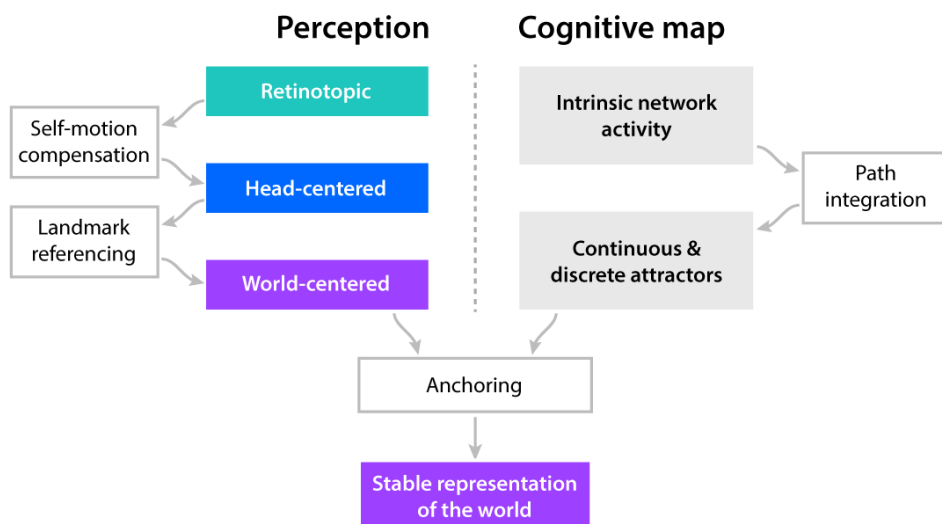 Perception
Cognitive map
Retinotopic
Self-motion
compensation
Head-centered
Landmark
referencing
World-centered
Intrinsic network
activity
Path
integration
Continuous &
discrete attractors
Anchoring
Stable representation
of the world